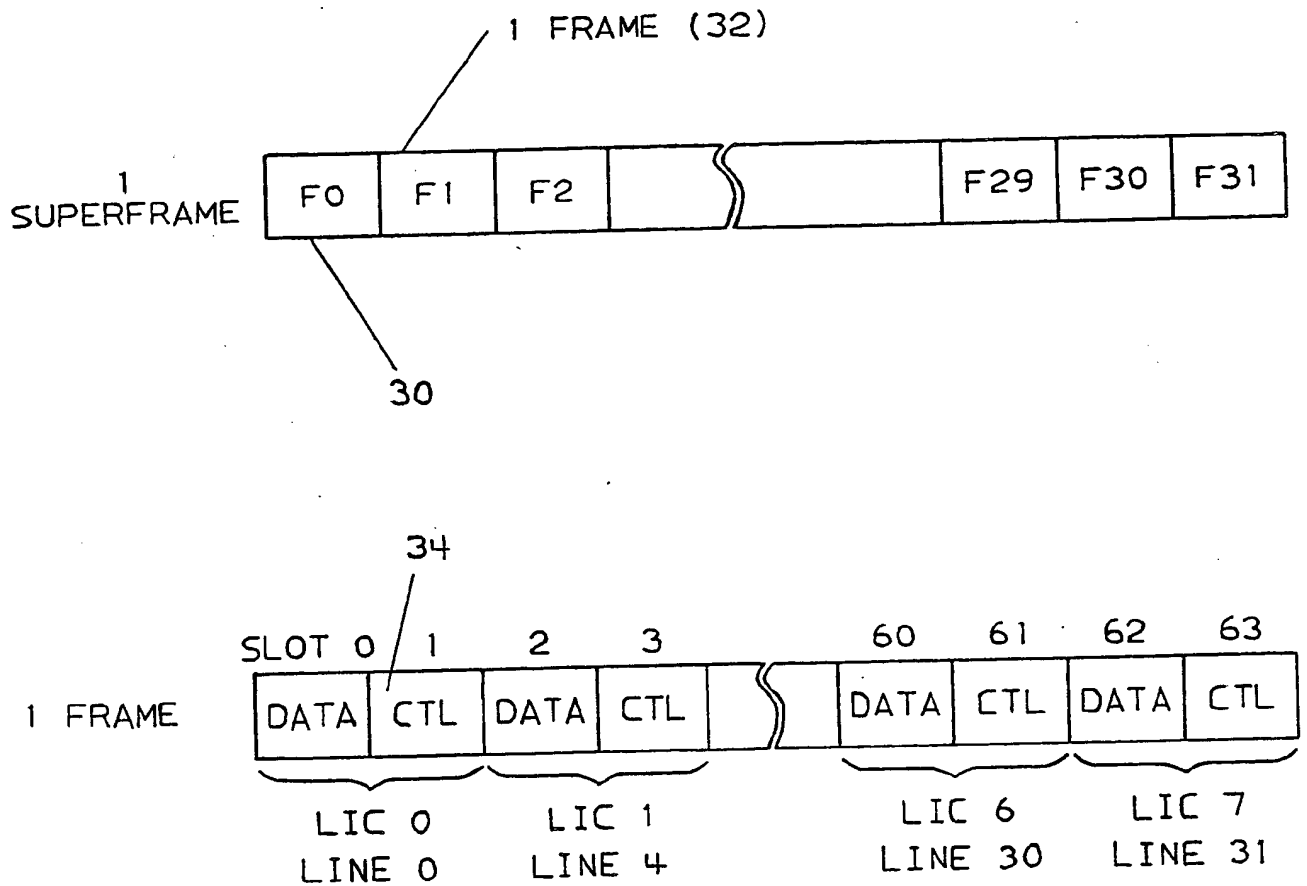 1 FRAME (32)
1
SUPERFRAME
F0 F1 F2 F29 F30 F31
30
34
SLOT 0 1 2 3 60 61 62 63
1 FRAME
DATA CTL DATA CTL DATA CTL DATA CTL
LIC 0 LIC 1 LIC 6 LIC 7
LINE 0 LINE 4 LINE 30 LINE 31